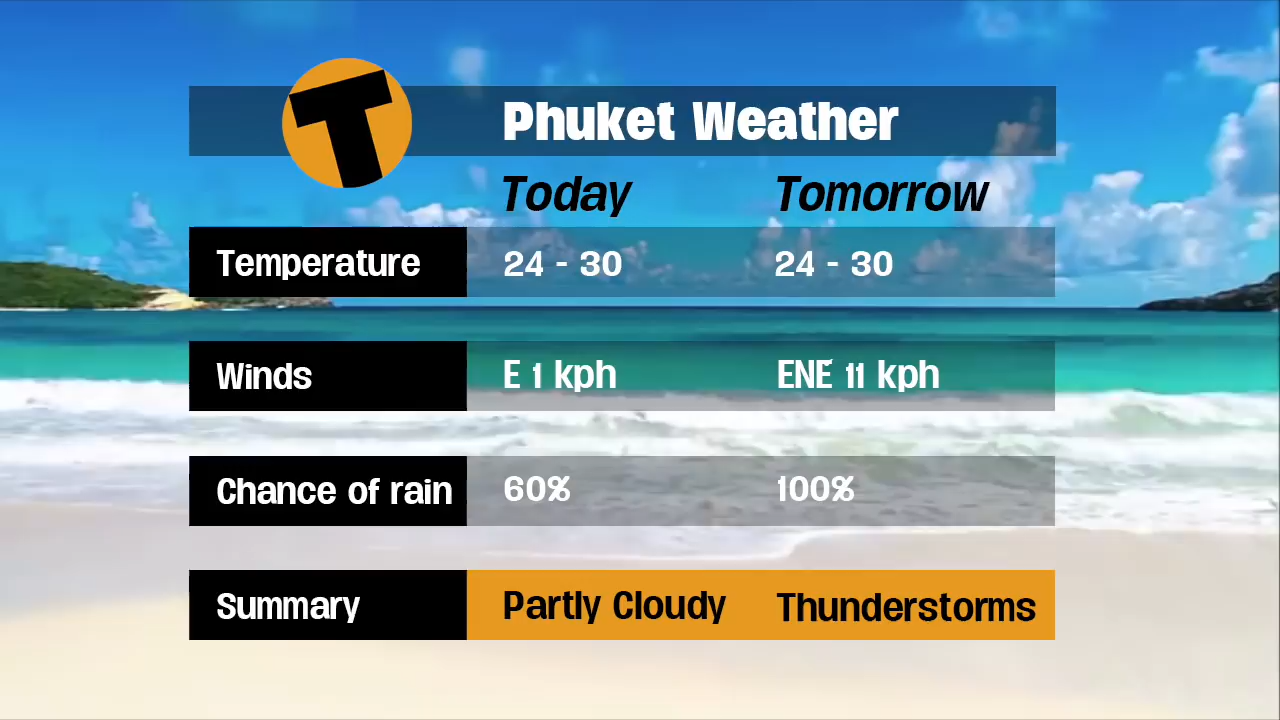 T
Phuket Weather
Today Tomorrow
Temperature 24 - 30 24 - 30
Winds E 1 kph ENE 11 kph
Chance of rain 60% 100%
Summary Partly Cloudy Thunderstorms